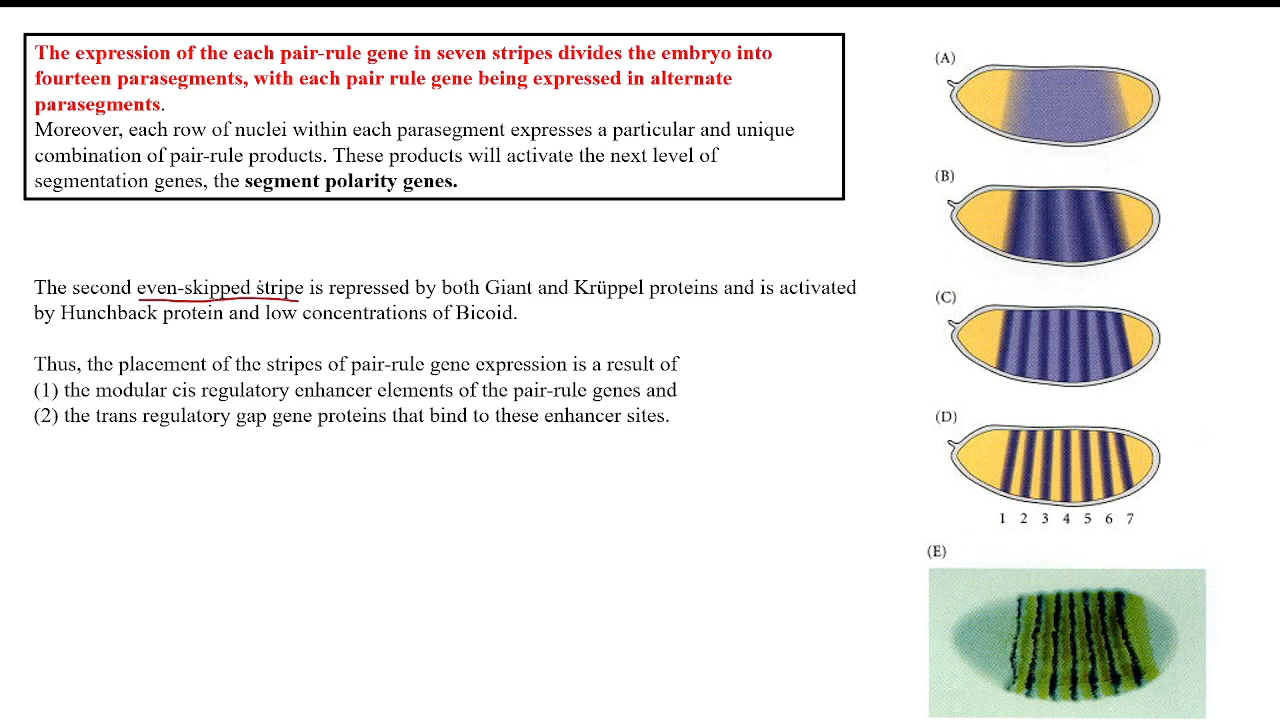 The expression of the each pair-rule gene in seven stripes divides the embryo into
fourteen parasegments, with each pair rule gene being expressed in alternate
parasegments.
Moreover, each row of nuclei within each parasegment expresses a particular and unique
combination of pair-rule products. These products will activate the next level of
segmentation genes, the segment polarity genes.
The second even-skipped stripe is repressed by both Giant and Krüppel proteins and is activated
by Hunchback protein and low concentrations of Bicoid.
Thus, the placement of the stripes of pair-rule gene expression is a result of
(1) the modular cis regulatory enhancer elements of the pair-rule genes and
(2) the trans regulatory gap gene proteins that bind to these enhancer sites.
(A)
(B)
(C)
(D)
1 2 3 4 5 6 7
(E)